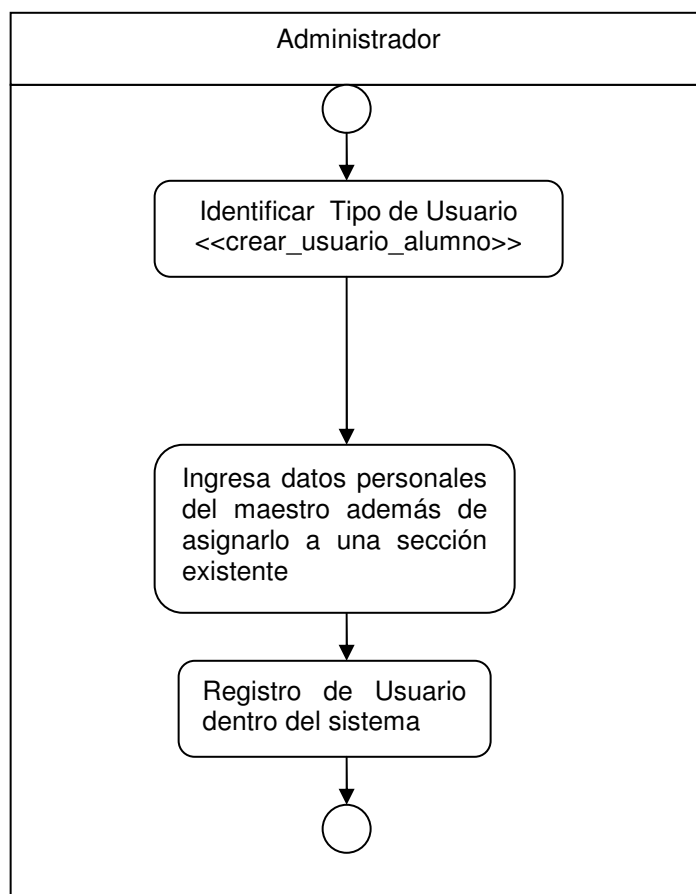 Administrador
Identificar Tipo de Usuario
<<crear_usuario_alumno>>
Ingresa datos personales
del maestro además de
asignarlo a una sección
existente
Registro de Usuario
dentro del sistema